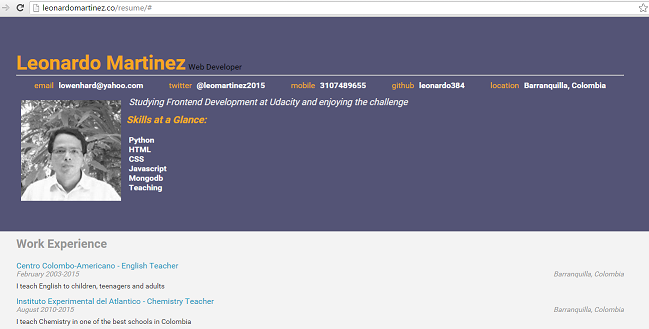 leonardomartinez.co/resume/#
Leonardo Martinez Web Developer
email lowenhard@yahoo.com twitter @leomartinez2015 mobile 3107489655 github leonardo384 location Barranquilla, Colombia
Studying Frontend Development at Udacity and enjoying the challenge
Skills at a Glance:
Python
HTML
CSS
Javascript
Mongodb
Teaching
Work Experience
Centro Colombo-Americano - English Teacher
February 2003-2015 Barranquilla, Colombia
I teach English to children, teenagers and adults
Instituto Experimental del Atlantico - Chemistry Teacher
August 2010-2015 Barranquilla, Colombia
I teach Chemistry in one of the best schools in Colombia